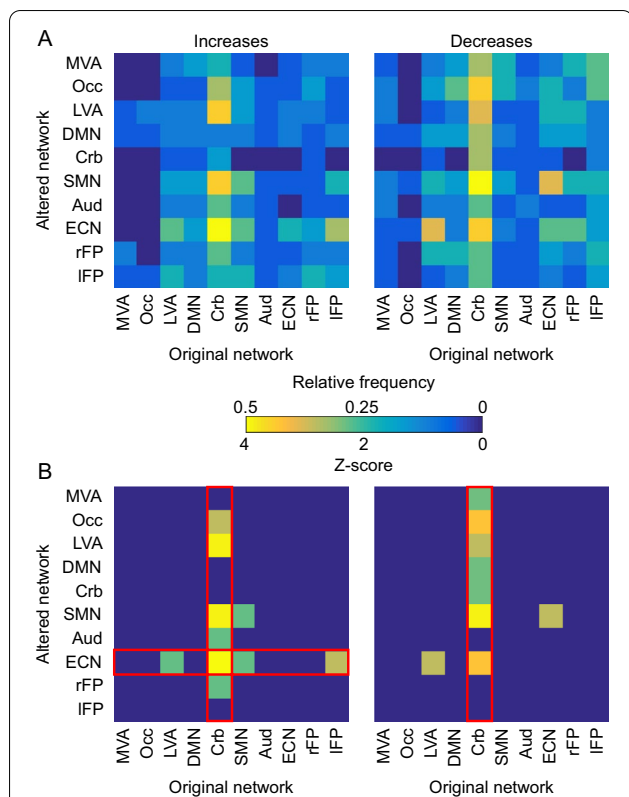 A
Increases
Decreases
MVA
Occ
LVA
DMN
Crb
SMN
Aud
ECN
rFP
lFP
Altered network
MVA Occ LVA DMN Crb SMN Aud ECN rFP lFP
MVA Occ LVA DMN Crb SMN Aud ECN rFP lFP
Original network
Original network
Relative frequency
0.5 0.25 0
4 2 0
Z-score
B
MVA
Occ
LVA
DMN
Crb
SMN
Aud
ECN
rFP
lFP
Altered network
MVA Occ LVA DMN Crb SMN Aud ECN rFP lFP
MVA Occ LVA DMN Crb SMN Aud ECN rFP lFP
Original network
Original network